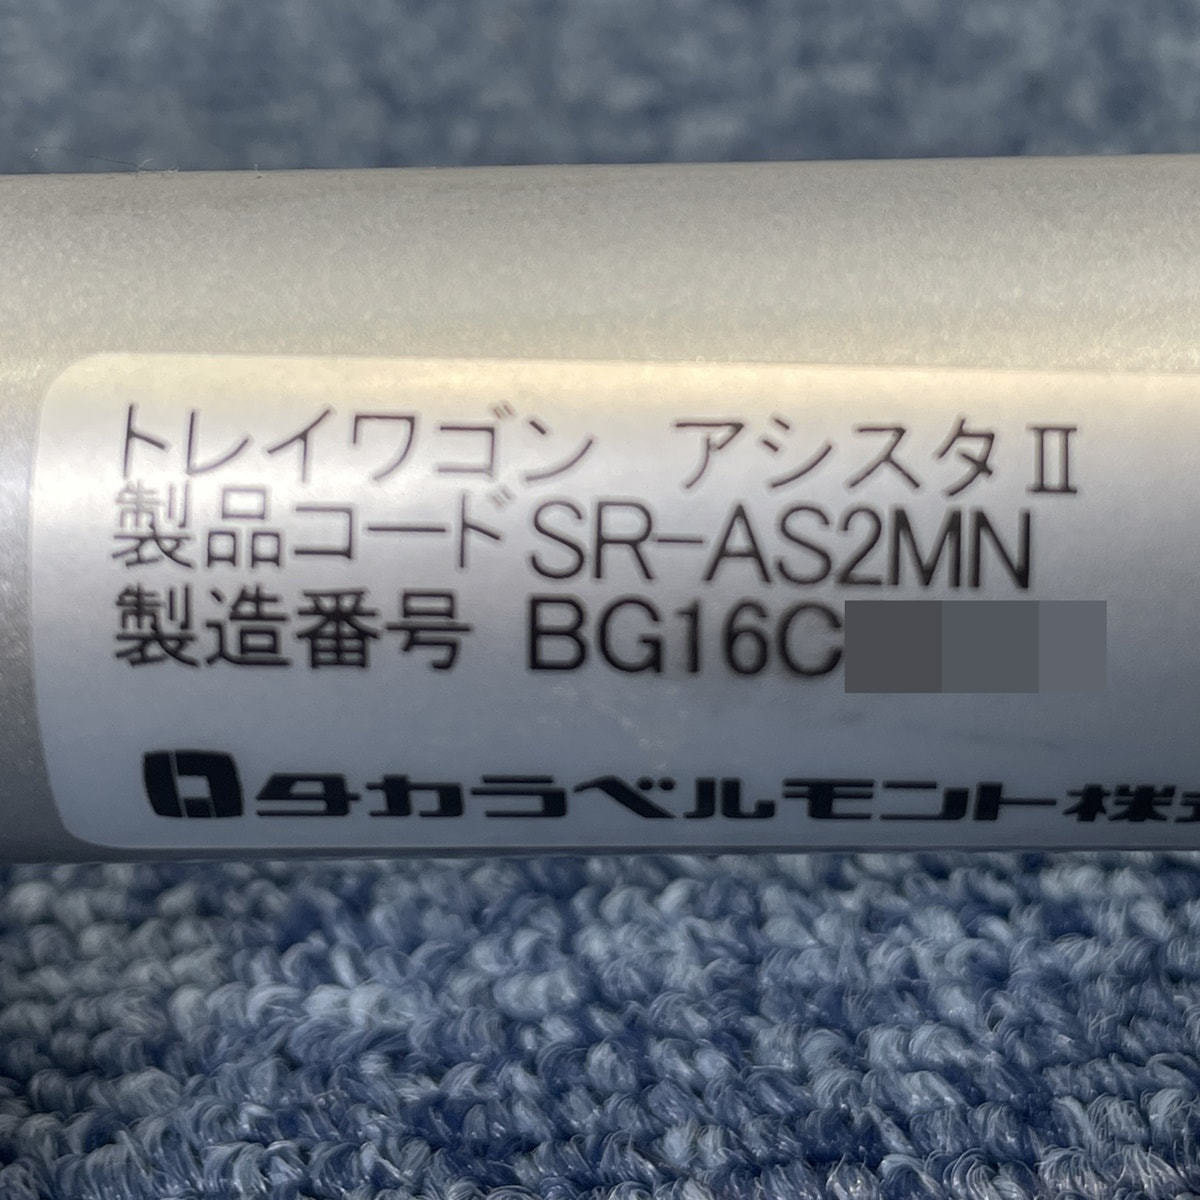 トレイワゴン アシスタⅡ
製品コード SR-AS2MN
製造番号 BG16C
タカラベルモント株式